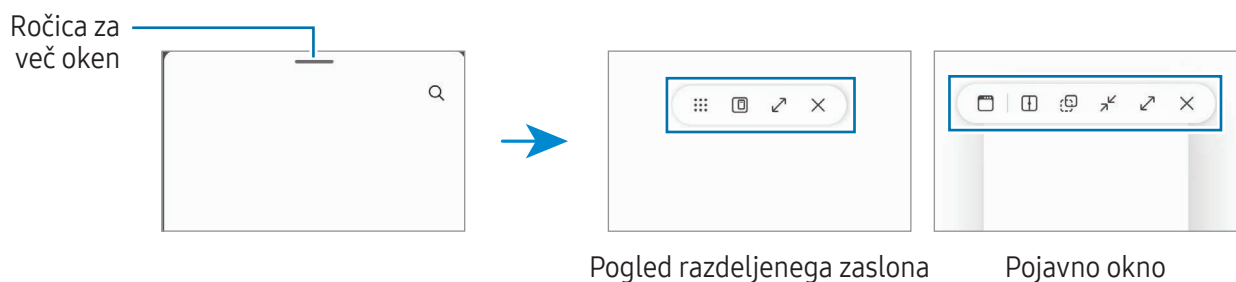 Ročica za
več oken
Pogled razdeljenega zaslona
Pojavno okno